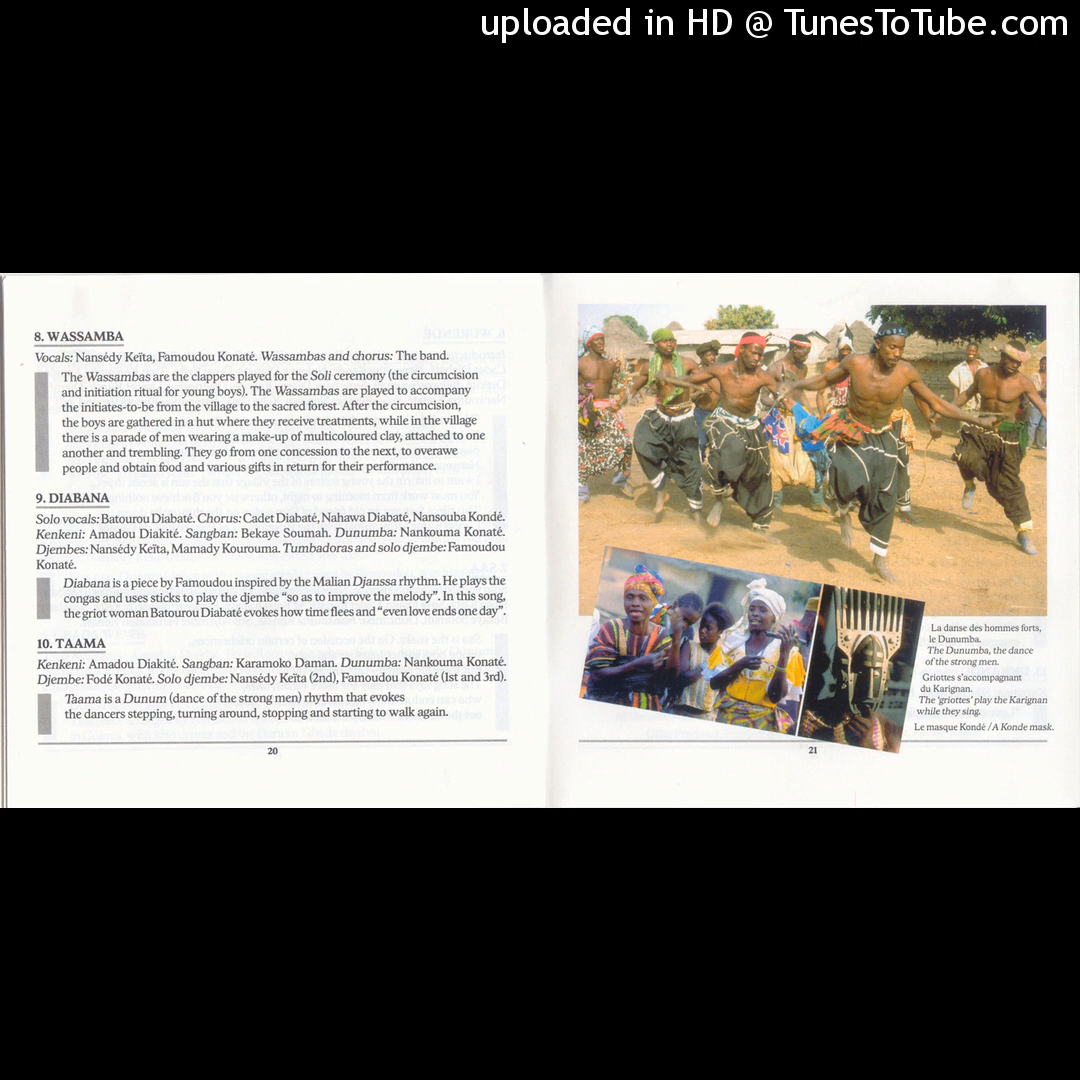 uploaded in HD @ TunesToTube.com
8. WASSAMBA
Vocals: Nansédy Keïta, Famoudou Konaté. Wassambas and chorus: The band.
The Wassambas are the clappers played for the Soli ceremony (the circumcision
and initiation ritual for young boys). The Wassambas are played to accompany
the initiates-to-be from the village to the sacred forest. After the circumcision,
the boys are gathered in a hut where they receive treatments, while in the village
there is a parade of men wearing a make-up of multicoloured clay, attached to one
another and trembling. They go from one concession to the next, to overawe
people and obtain food and various gifts in return for their performance.
9. DIABANA
Solo vocals: Batourou Diabaté. Chorus: Cadet Diabaté, Nahawa Diabaté, Nansouba Kondé.
Kenkeni: Amadou Diakité. Sangban: Bekaye Soumah. Dununba: Nankouma Konaté.
Djembes: Nansédy Keïta, Mamady Kourouma. Tumbadoras and solo djembe: Famoudou
Konaté.
Diabana is a piece by Famoudou inspired by the Malian Djanssa rhythm. He plays the
congas and uses sticks to play the djembe “so as to improve the melody”. In this song,
the griot woman Batourou Diabaté evokes how time flees and “even love ends one day”.
10. TAAMA
Kenkeni: Amadou Diakité. Sangban: Karamoko Daman. Dununba: Nankouma Konaté.
Djembe: Fodé Konaté. Solo djembe: Nansédy Keïta (2nd), Famoudou Konaté (1st and 3rd).
Taama is a Dunum (dance of the strong men) rhythm that evokes
the dancers stepping, turning around, stopping and starting to walk again.
20
La danse des hommes forts,
le Dunumba.
The Dunumba, the dance
of the strong men.
Griottes s'accompagnant
du Karignan.
The 'griottes' play the Karignan
while they sing.
Le masque Kondé / A Konde mask.
21